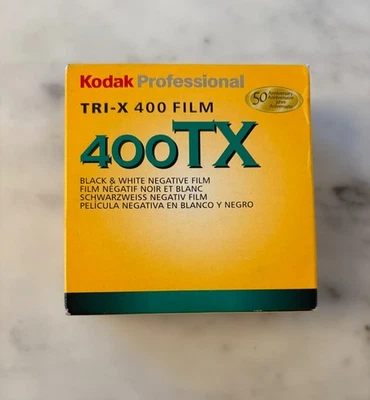 Kodak Professional
50
Anniversary
TRI-X 400 FILM
400TX
BLACK & WHITE NEGATIVE FILM
FILM NÉGATIF NOIR ET BLANC
SCHWARZWEISS NEGATIV FILM
PELÍCULA NEGATIVA EN BLANCO Y NEGRO